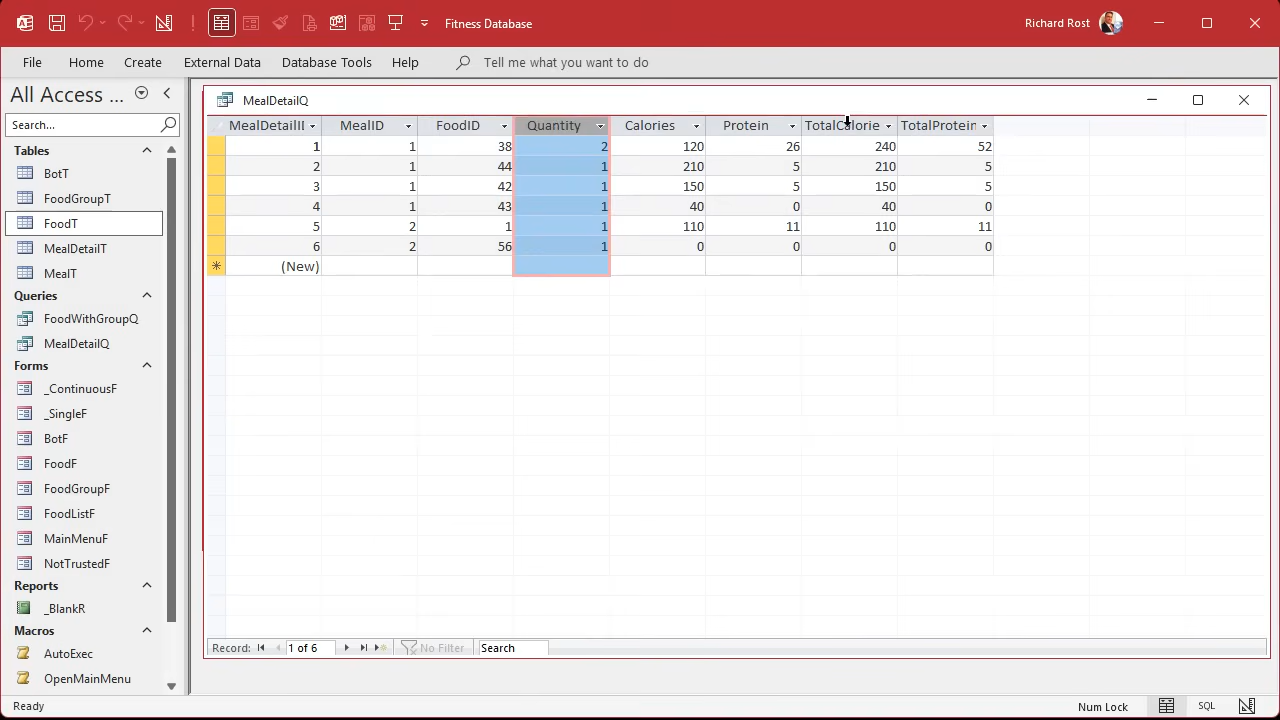 Fitness Database
Richard Rost
File Home Create External Data Database Tools Help Tell me what you want to do
All Access ...
Search...
Tables
BotT
FoodGroupT
FoodT
MealDetailT
MealT
Queries
FoodWithGroupQ
MealDetailQ
Forms
_ContinuousF
_SingleF
BotF
FoodF
FoodGroupF
FoodListF
MainMenuF
NotTrustedF
Reports
_BlankR
Macros
AutoExec
OpenMainMenu
MealDetailQ
MealDetailID MealID FoodID Quantity Calories Protein TotalCalorie TotalProtein
1 1 38 2 120 26 240 52
2 1 44 1 210 5 210 5
3 1 42 1 150 5 150 5
4 1 43 1 40 0 40 0
5 2 1 1 110 11 110 11
6 2 56 1 0 0 0 0
(New)
Record: 1 of 6 No Filter Search
Ready
Num Lock SQL